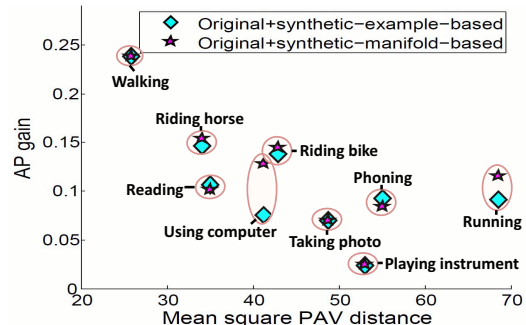 Original+synthetic−example−based
Original+synthetic−manifold−based
0.25
0.2
0.15
0.1
0.05
0
AP gain
Walking
Riding horse
Riding bike
Reading
Phoning
Using computer
Running
Taking photo
Playing instrument
20 30 40 50 60 70
Mean square PAV distance